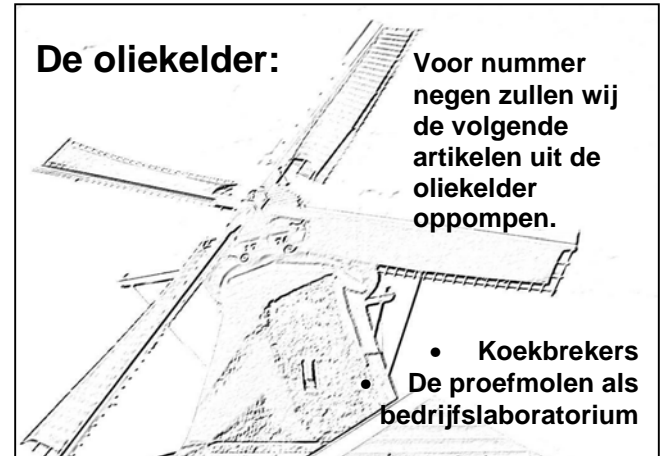 De oliekelder:
Voor nummer
negen zullen wij
de volgende
artikelen uit de
oliekelder
oppompen.
• Koekbrekers
• De proefmolen als
bedrijfslaboratorium